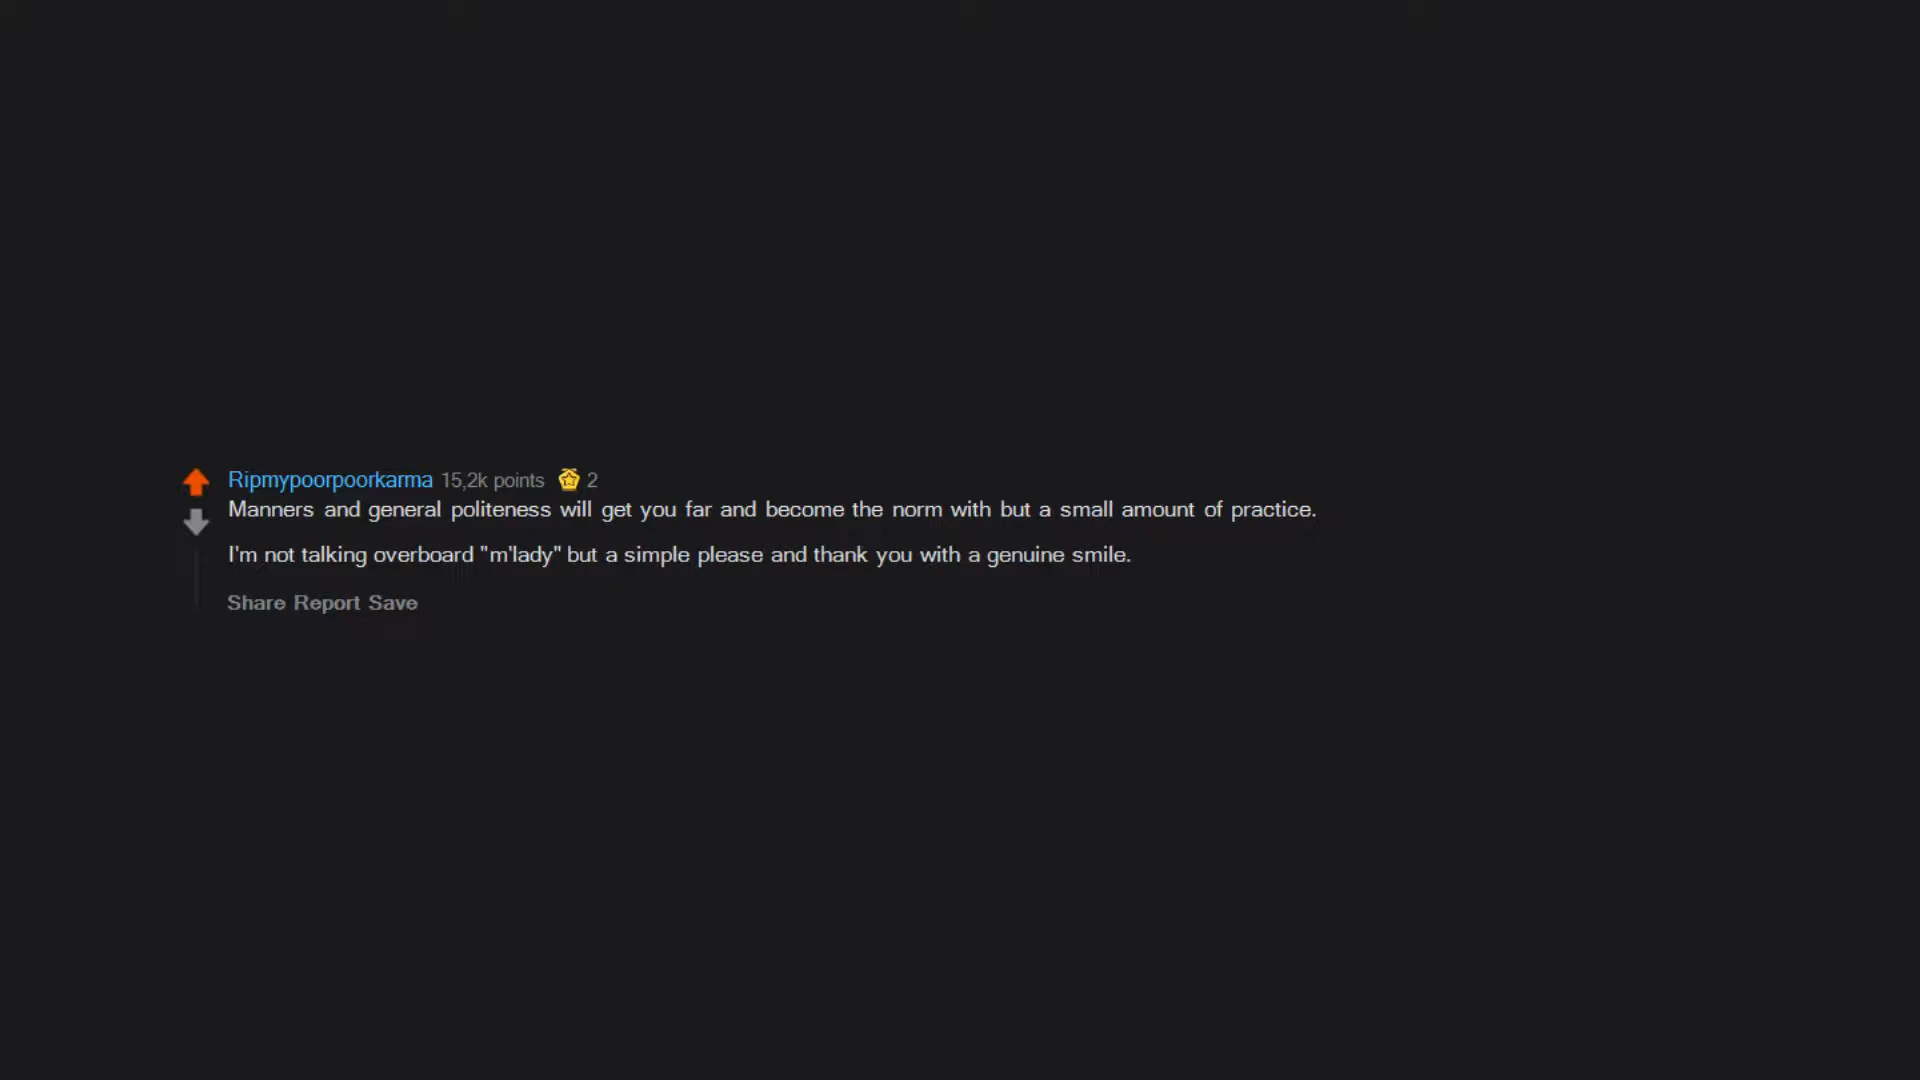 Ripmypoorpoorkarma 15,2k points 2
Manners and general politeness will get you far and become the norm with but a small amount of practice.
I'm not talking overboard "m'lady" but a simple please and thank you with a genuine smile.
Share Report Save